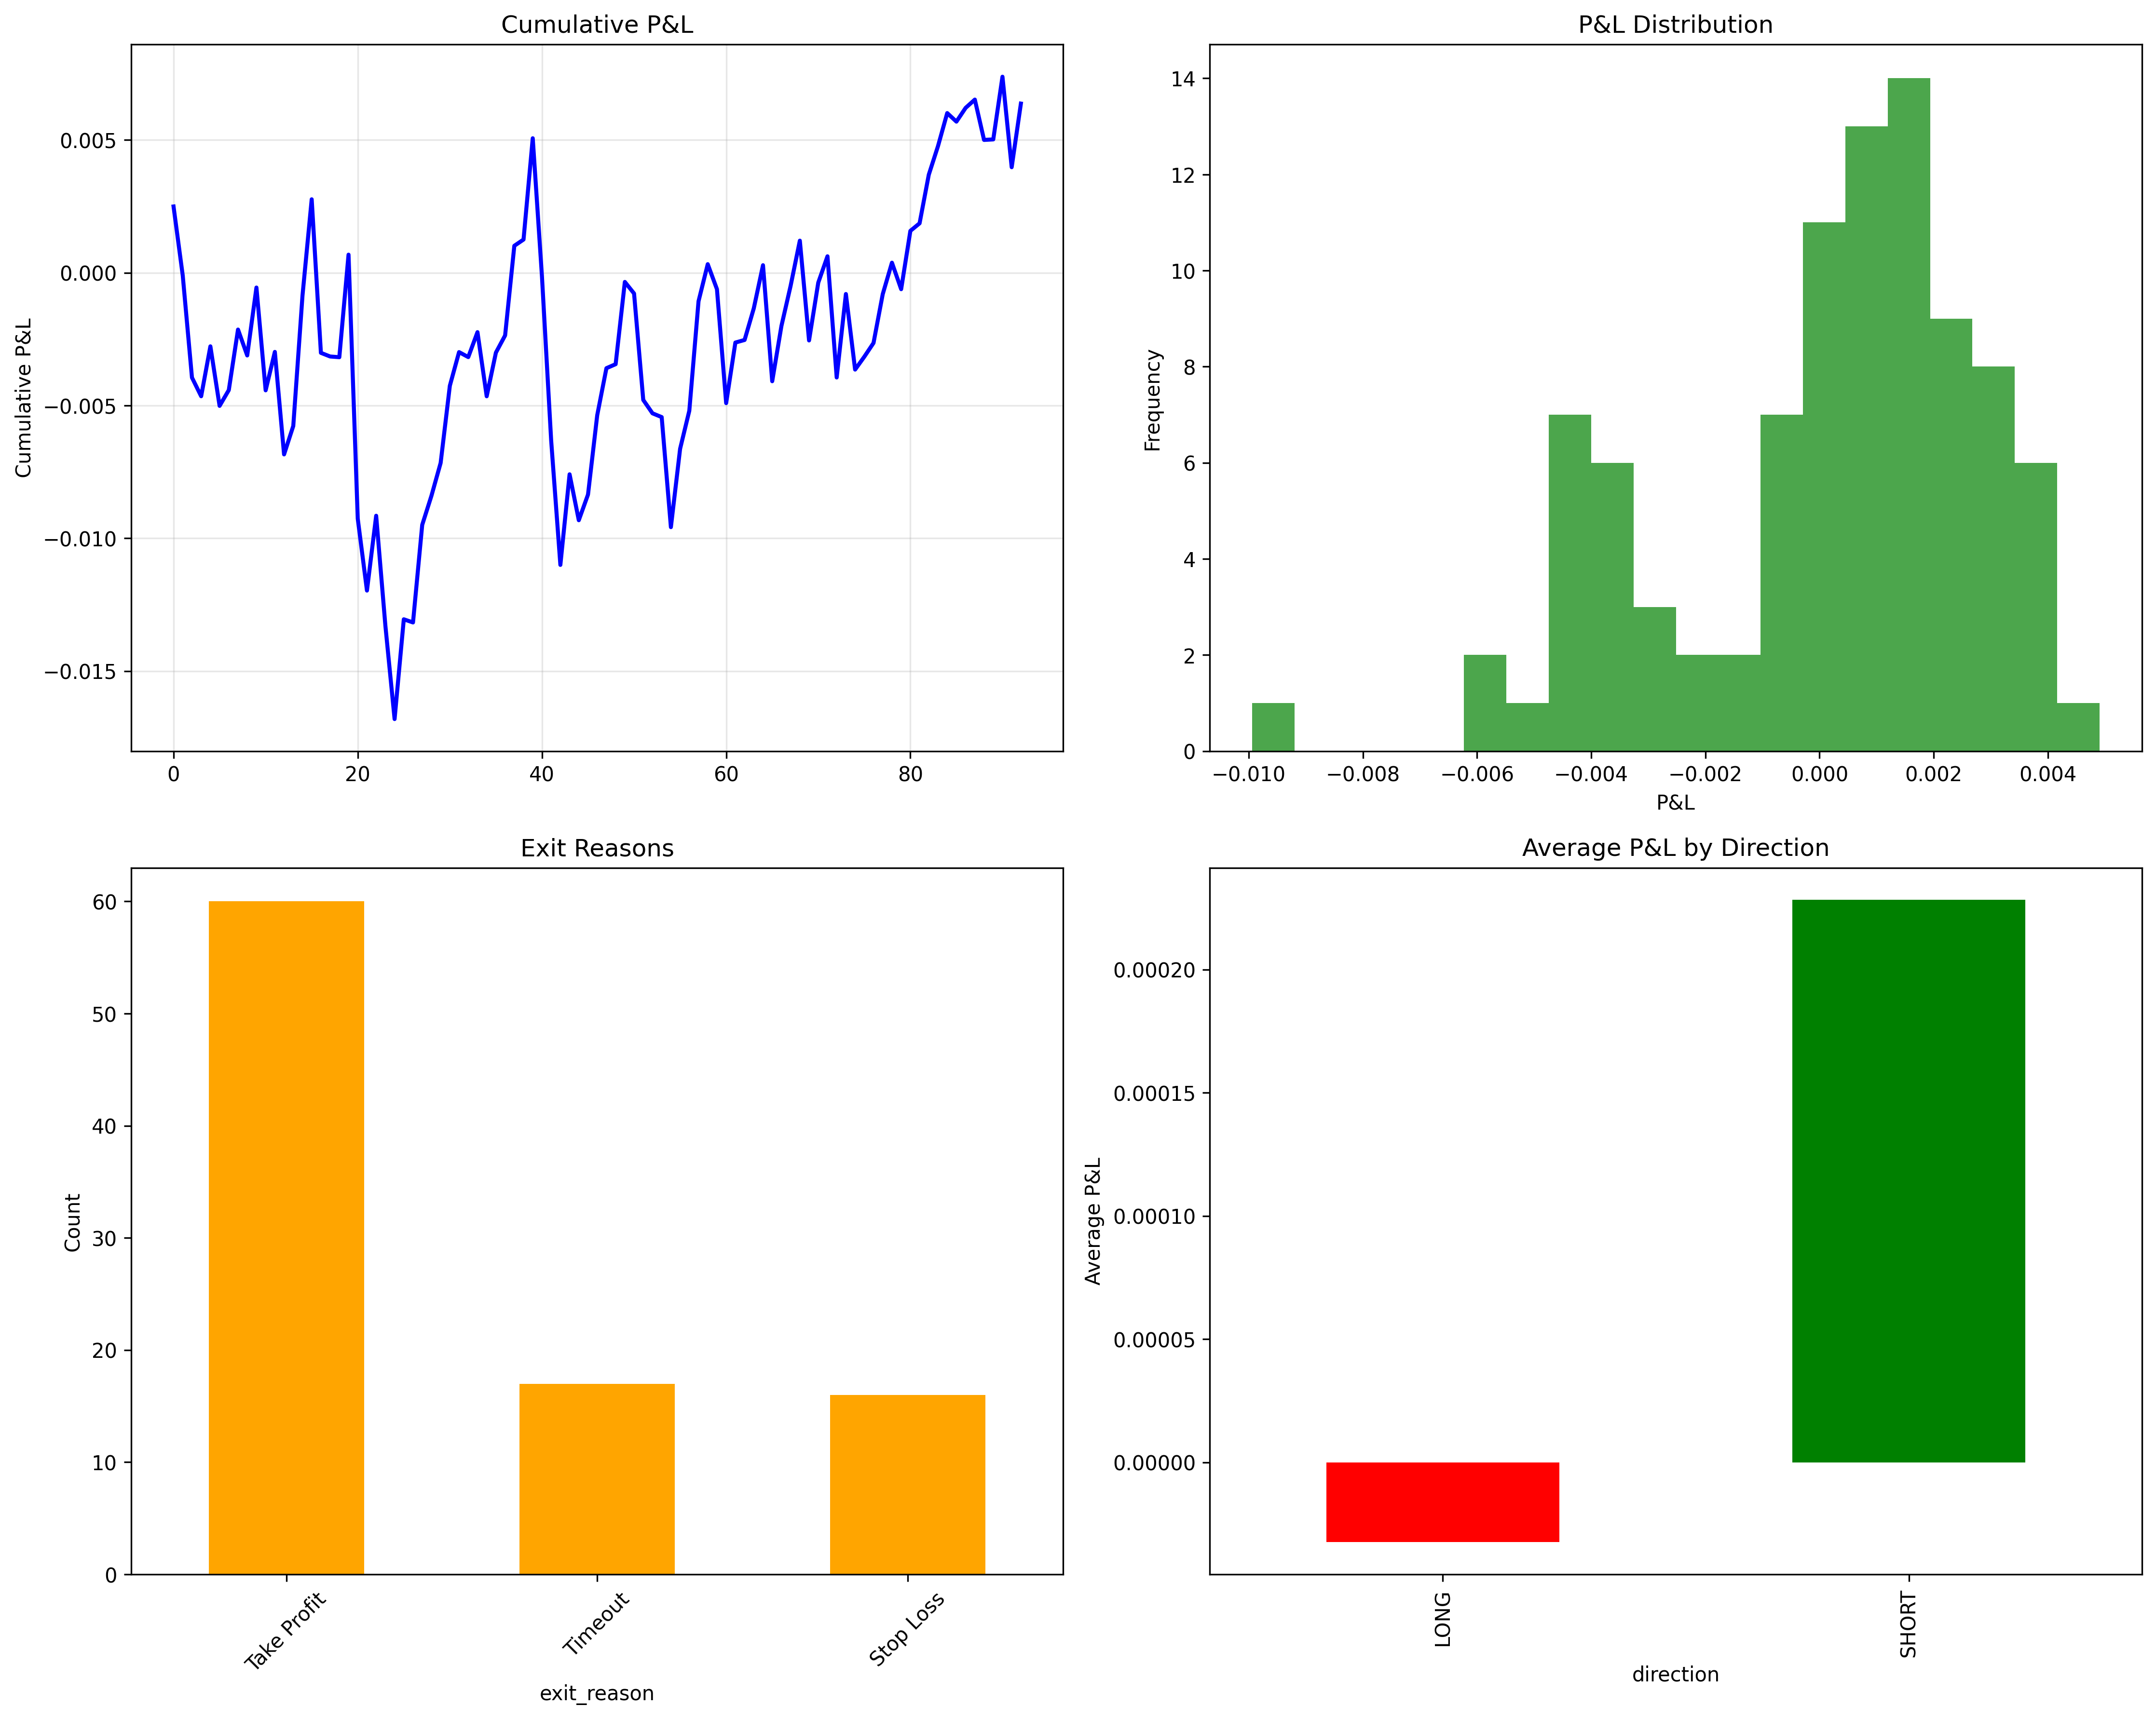 Cumulative P&L
Cumulative P&L
0.005
0.000
−0.005
−0.010
−0.015
0
20
40
60
80
P&L Distribution
Frequency
14
12
10
8
6
4
2
0
−0.010
−0.008
−0.006
−0.004
−0.002
0.000
0.002
0.004
P&L
Exit Reasons
Count
60
50
40
30
20
10
0
Take Profit
Timeout
Stop Loss
exit_reason
Average P&L by Direction
Average P&L
0.00020
0.00015
0.00010
0.00005
0.00000
LONG
SHORT
direction